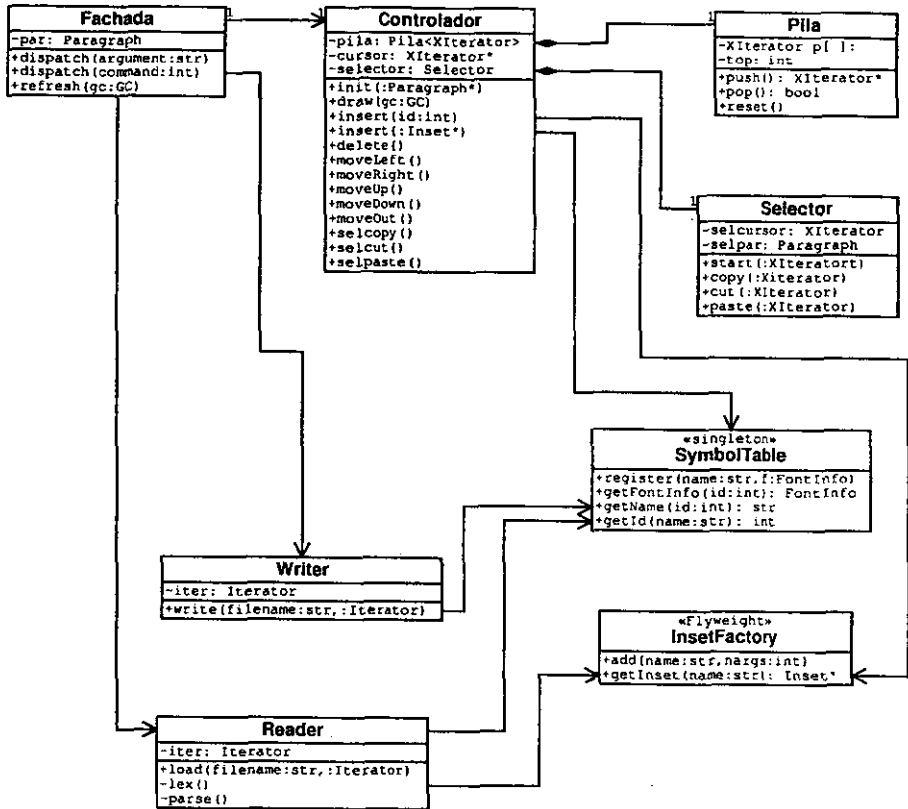 Fachada
-par: Paragraph
+dispatch(argument:str)
+dispatch(command:int)
+refresh(gc:GC)
1
1
Controlador
-pila: Pila<XIterator>
-cursor: XIterator*
-selector: Selector
+init(:Paragraph*)
+draw(gc:GC)
+insert(id:int)
+insert(:Inset*)
+delete()
+moveLeft()
+moveRight()
+moveUp()
+moveDown()
+moveOut()
+selcopy()
+selcut()
+selpaste()
1
Pila
-XIterator p[ ]:
-top: int
+push(): XIterator*
+pop(): bool
+reset()
1
Selector
-selcursor: XIterator
-selpar: Paragraph
+start(:XIteratort)
+copy(:Xiterator)
+cut(:XIterator)
+paste(:XIterator)
«singleton»
SymbolTable
+register(name:str,f:FontInfo)
+getFontInfo(id:int): FontInfo
+getName(id:int): str
+getId(name:str): int
Writer
-iter: Iterator
+write(filename:str,:Iterator)
«Flyweight»
InsetFactory
+add(name:str,nargs:int)
+getInset(name:str(: Inset*
Reader
-iter: Iterator
+load(filename:str,:Iterator)
-lex()
-parse()